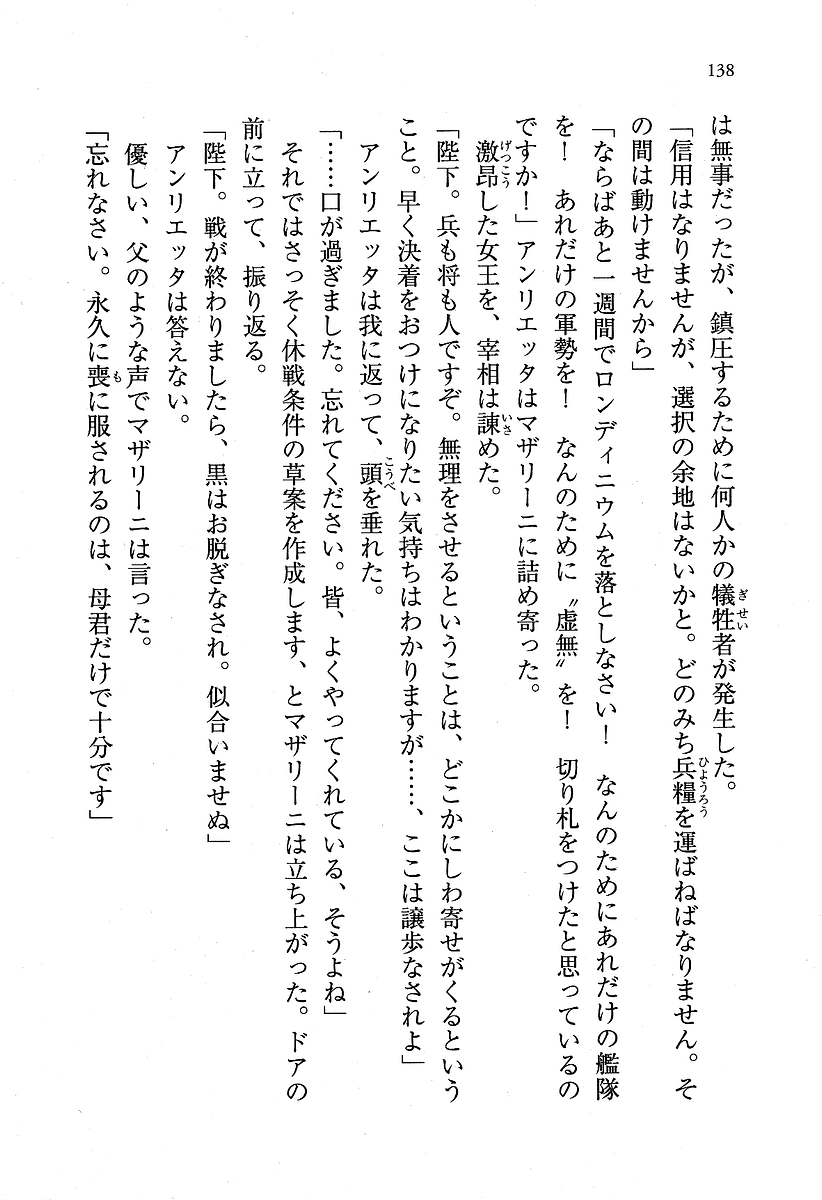 138
は無事だったが、鎮圧するために何人かの犠牲者が発生した。
「信用はなりませんが、選択の余地はないかと。どのみち兵糧を運ばねばなりません。そ
の間は動けませんから」
「ならばあと一週間でロンディニウムを落としなさい！　なんのためにあれだけの艦隊
を！　あれだけの軍勢を！　なんのために〝虚無〟を！　切り札をつけたと思っているの
ですか！」アンリエッタはマザリーニに詰め寄った。
激昂した女王を、宰相は諫めた。
「陛下。兵も将も人ですぞ。無理をさせるということは、どこかにしわ寄せがくるという
こと。早く決着をおつけになりたい気持ちはわかりますが……、ここは譲歩なされよ」
アンリエッタは我に返って、頭を垂れた。
「……口が過ぎました。忘れてください。皆、よくやってくれている、そうよね」
それではさっそく休戦条件の草案を作成します、とマザリーニは立ち上がった。ドアの
前に立って、振り返る。
「陛下。戦が終わりましたら、黒はお脱ぎなされ。似合いませぬ」
アンリエッタは答えない。
優しい、父のような声でマザリーニは言った。
「忘れなさい。永久に喪に服されるのは、母君だけで十分です」